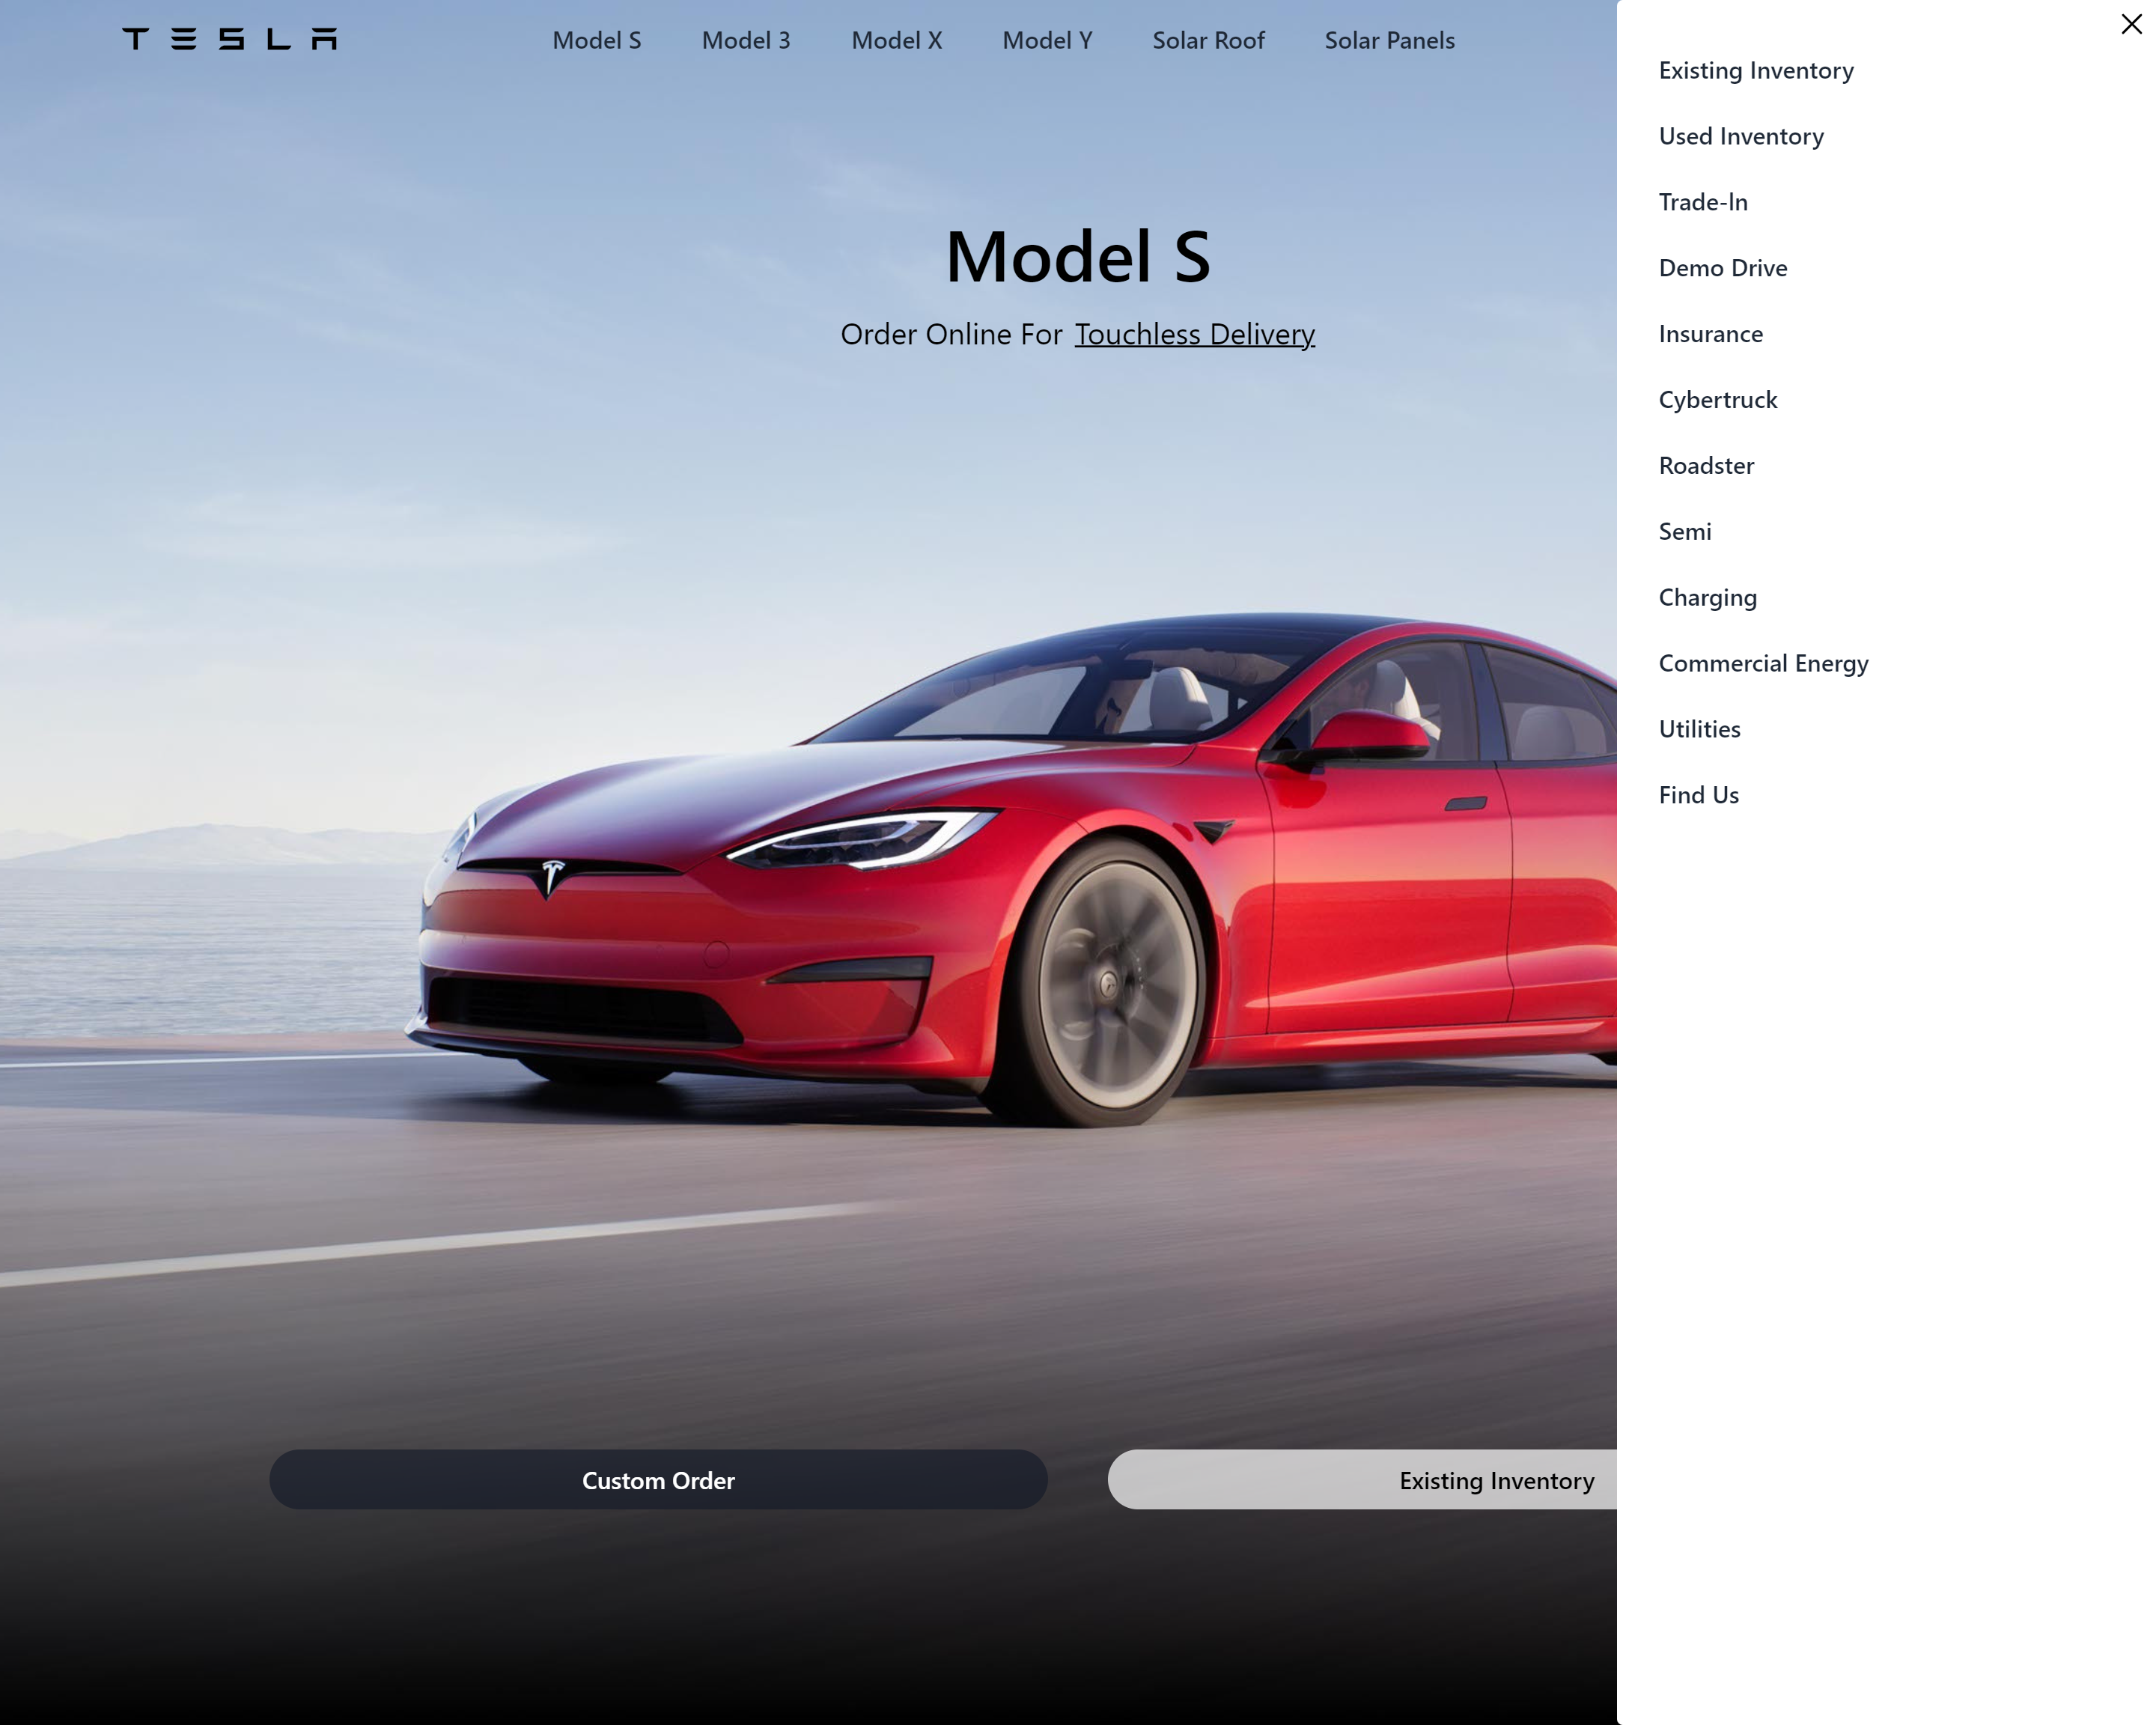 TESLA
Model S
Model 3
Model X
Model Y
Solar Roof
Solar Panels
Model S
Order Online For Touchless Delivery
Custom Order
Existing Inventory
Existing Inventory
Used Inventory
Trade-In
Demo Drive
Insurance
Cybertruck
Roadster
Semi
Charging
Commercial Energy
Utilities
Find Us